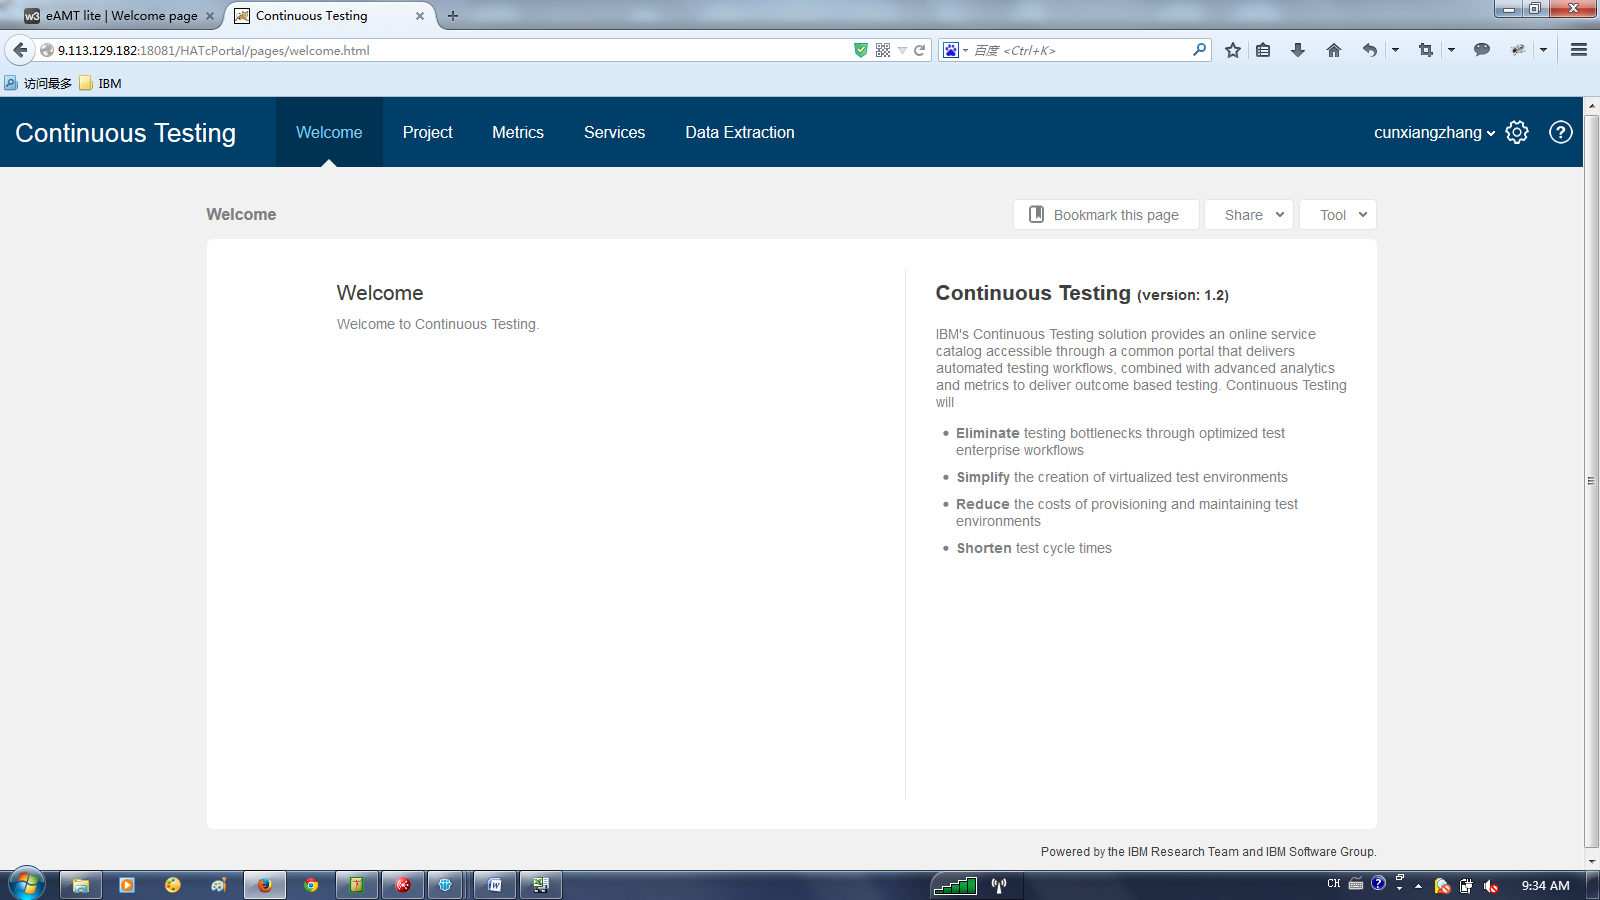 eAMT lite | Welcome page
Continuous Testing
9.113.129.182:18081/HATcPortal/pages/welcome.html
百度 <Ctrl+K>
访问最多
IBM
Continuous Testing
Welcome
Project
Metrics
Services
Data Extraction
cunxiangzhang
Welcome
Bookmark this page
Share
Tool
Welcome
Welcome to Continuous Testing.
Continuous Testing (version: 1.2)
IBM's Continuous Testing solution provides an online service
catalog accessible through a common portal that delivers
automated testing workflows, combined with advanced analytics
and metrics to deliver outcome based testing. Continuous Testing
will
• Eliminate testing bottlenecks through optimized test
enterprise workflows
• Simplify the creation of virtualized test environments
• Reduce the costs of provisioning and maintaining test
environments
• Shorten test cycle times
Powered by the IBM Research Team and IBM Software Group.
CH
9:34 AM